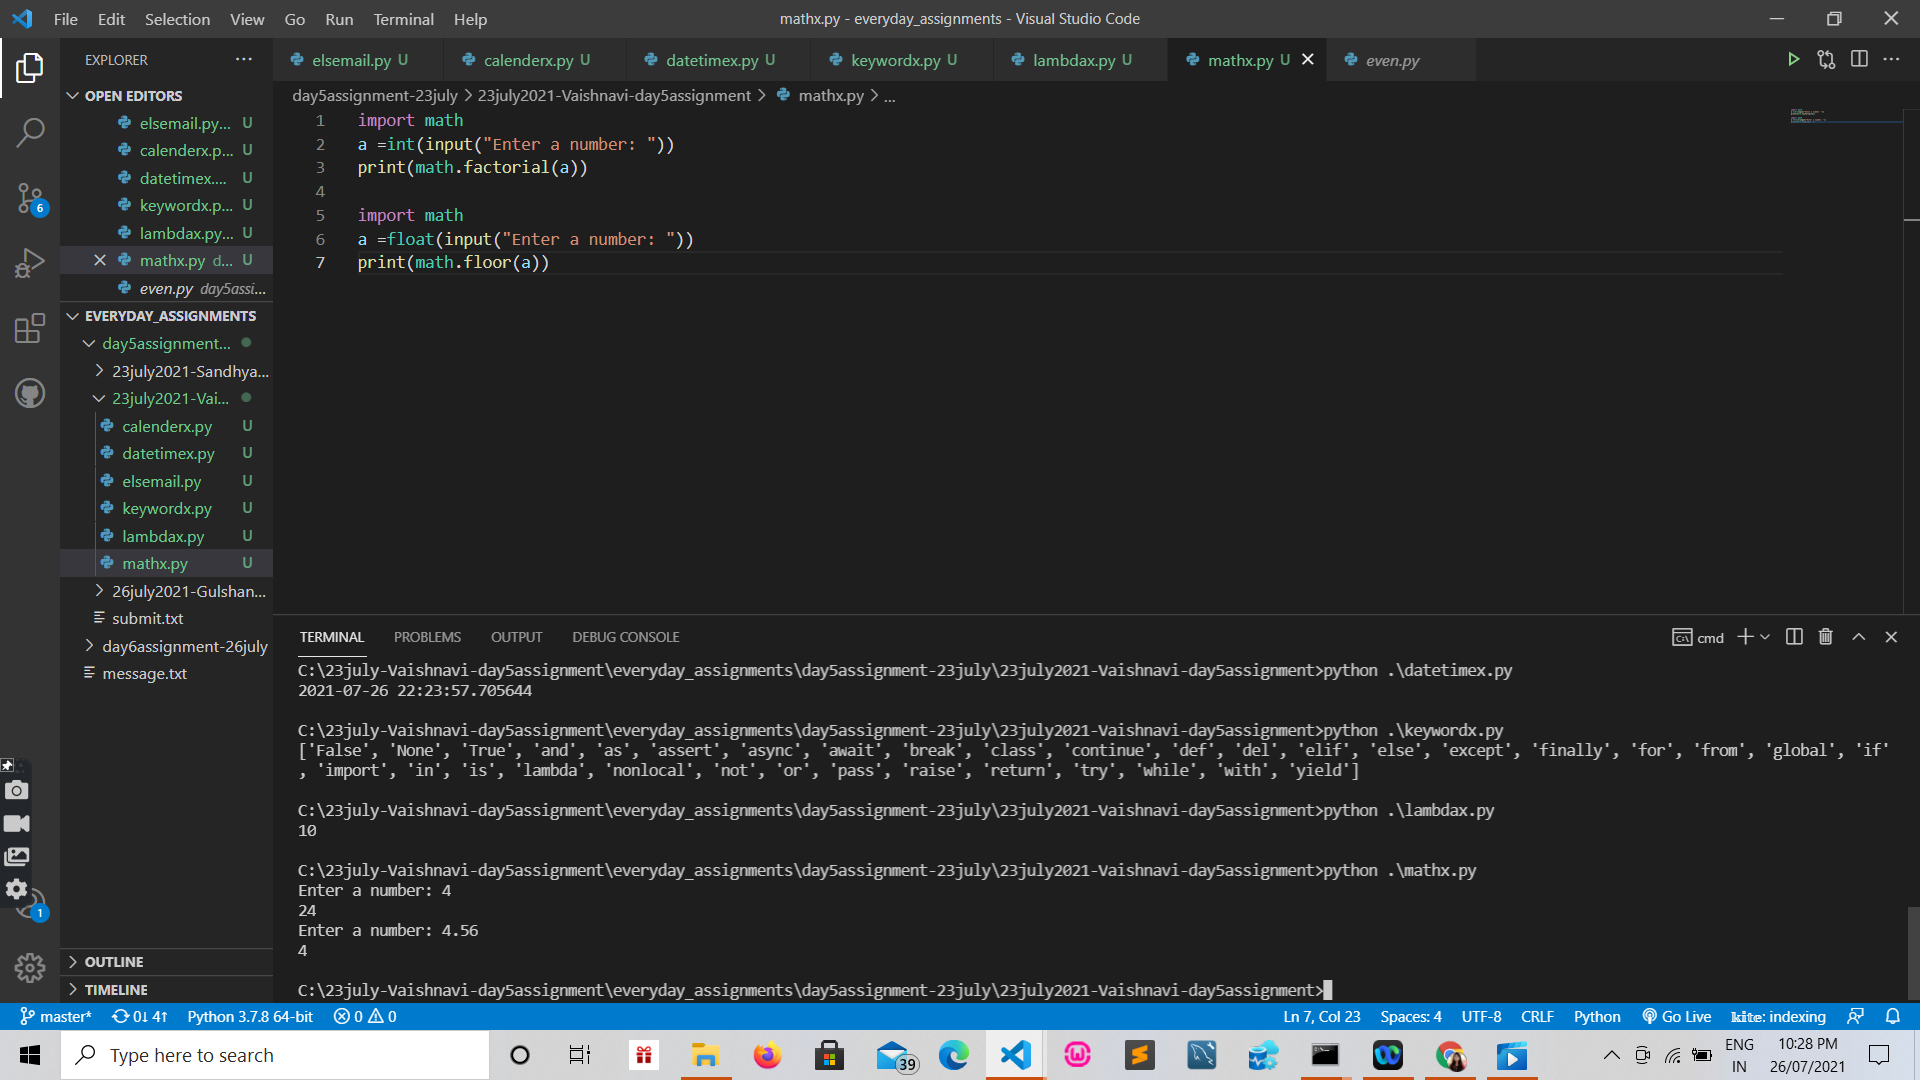 File Edit Selection View Go Run Terminal Help
mathx.py - everyday_assignments - Visual Studio Code
EXPLORER
OPEN EDITORS
elsemail.py... U
calenderx.p... U
datetimex.... U
keywordx.p... U
lambdax.py... U
mathx.py d... U
even.py day5assi...
EVERYDAY_ASSIGNMENTS
day5assignment...
23july2021-Sandhya...
23july2021-Vai...
calenderx.py U
datetimex.py U
elsemail.py U
keywordx.py U
lambdax.py U
mathx.py U
26july2021-Gulshan...
submit.txt
day6assignment-26july
message.txt
OUTLINE
TIMELINE
6
1
elsemail.py U calenderx.py U datetimex.py U keywordx.py U lambdax.py U mathx.py U even.py
day5assignment-23july > 23july2021-Vaishnavi-day5assignment > mathx.py > ...
1 import math
2 a =int(input("Enter a number: "))
3 print(math.factorial(a))
4
5 import math
6 a =float(input("Enter a number: "))
7 print(math.floor(a))
TERMINAL PROBLEMS OUTPUT DEBUG CONSOLE
cmd
C:\23july-Vaishnavi-day5assignment\everyday_assignments\day5assignment-23july\23july2021-Vaishnavi-day5assignment>python .\datetimex.py
2021-07-26 22:23:57.705644
C:\23july-Vaishnavi-day5assignment\everyday_assignments\day5assignment-23july\23july2021-Vaishnavi-day5assignment>python .\keywordx.py
['False', 'None', 'True', 'and', 'as', 'assert', 'async', 'await', 'break', 'class', 'continue', 'def', 'del', 'elif', 'else', 'except', 'finally', 'for', 'from', 'global', 'if'
, 'import', 'in', 'is', 'lambda', 'nonlocal', 'not', 'or', 'pass', 'raise', 'return', 'try', 'while', 'with', 'yield']
C:\23july-Vaishnavi-day5assignment\everyday_assignments\day5assignment-23july\23july2021-Vaishnavi-day5assignment>python .\lambdax.py
10
C:\23july-Vaishnavi-day5assignment\everyday_assignments\day5assignment-23july\23july2021-Vaishnavi-day5assignment>python .\mathx.py
Enter a number: 4
24
Enter a number: 4.56
4
C:\23july-Vaishnavi-day5assignment\everyday_assignments\day5assignment-23july\23july2021-Vaishnavi-day5assignment>
master* 0↓ 4↑ Python 3.7.8 64-bit 0 0
Ln 7, Col 23 Spaces: 4 UTF-8 CRLF Python Go Live kite: indexing
Type here to search
39
ENG
IN
10:28 PM
26/07/2021